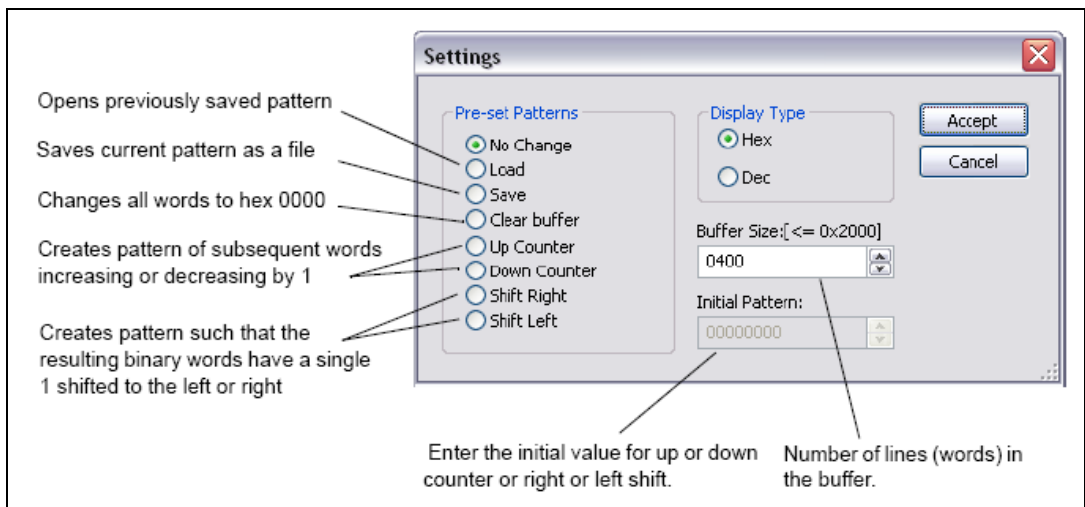 Settings
Opens previously saved pattern
Saves current pattern as a file
Changes all words to hex 0000
Creates pattern of subsequent words
increasing or decreasing by 1
Creates pattern such that the
resulting binary words have a single
1 shifted to the left or right
Pre-set Patterns
No Change
Load
Save
Clear buffer
Up Counter
Down Counter
Shift Right
Shift Left
Display Type
Hex
Dec
Accept
Cancel
Buffer Size:[ <= 0x2000]
0400
Initial Pattern:
00000000
Enter the initial value for up or down
counter or right or left shift.
Number of lines (words) in
the buffer.